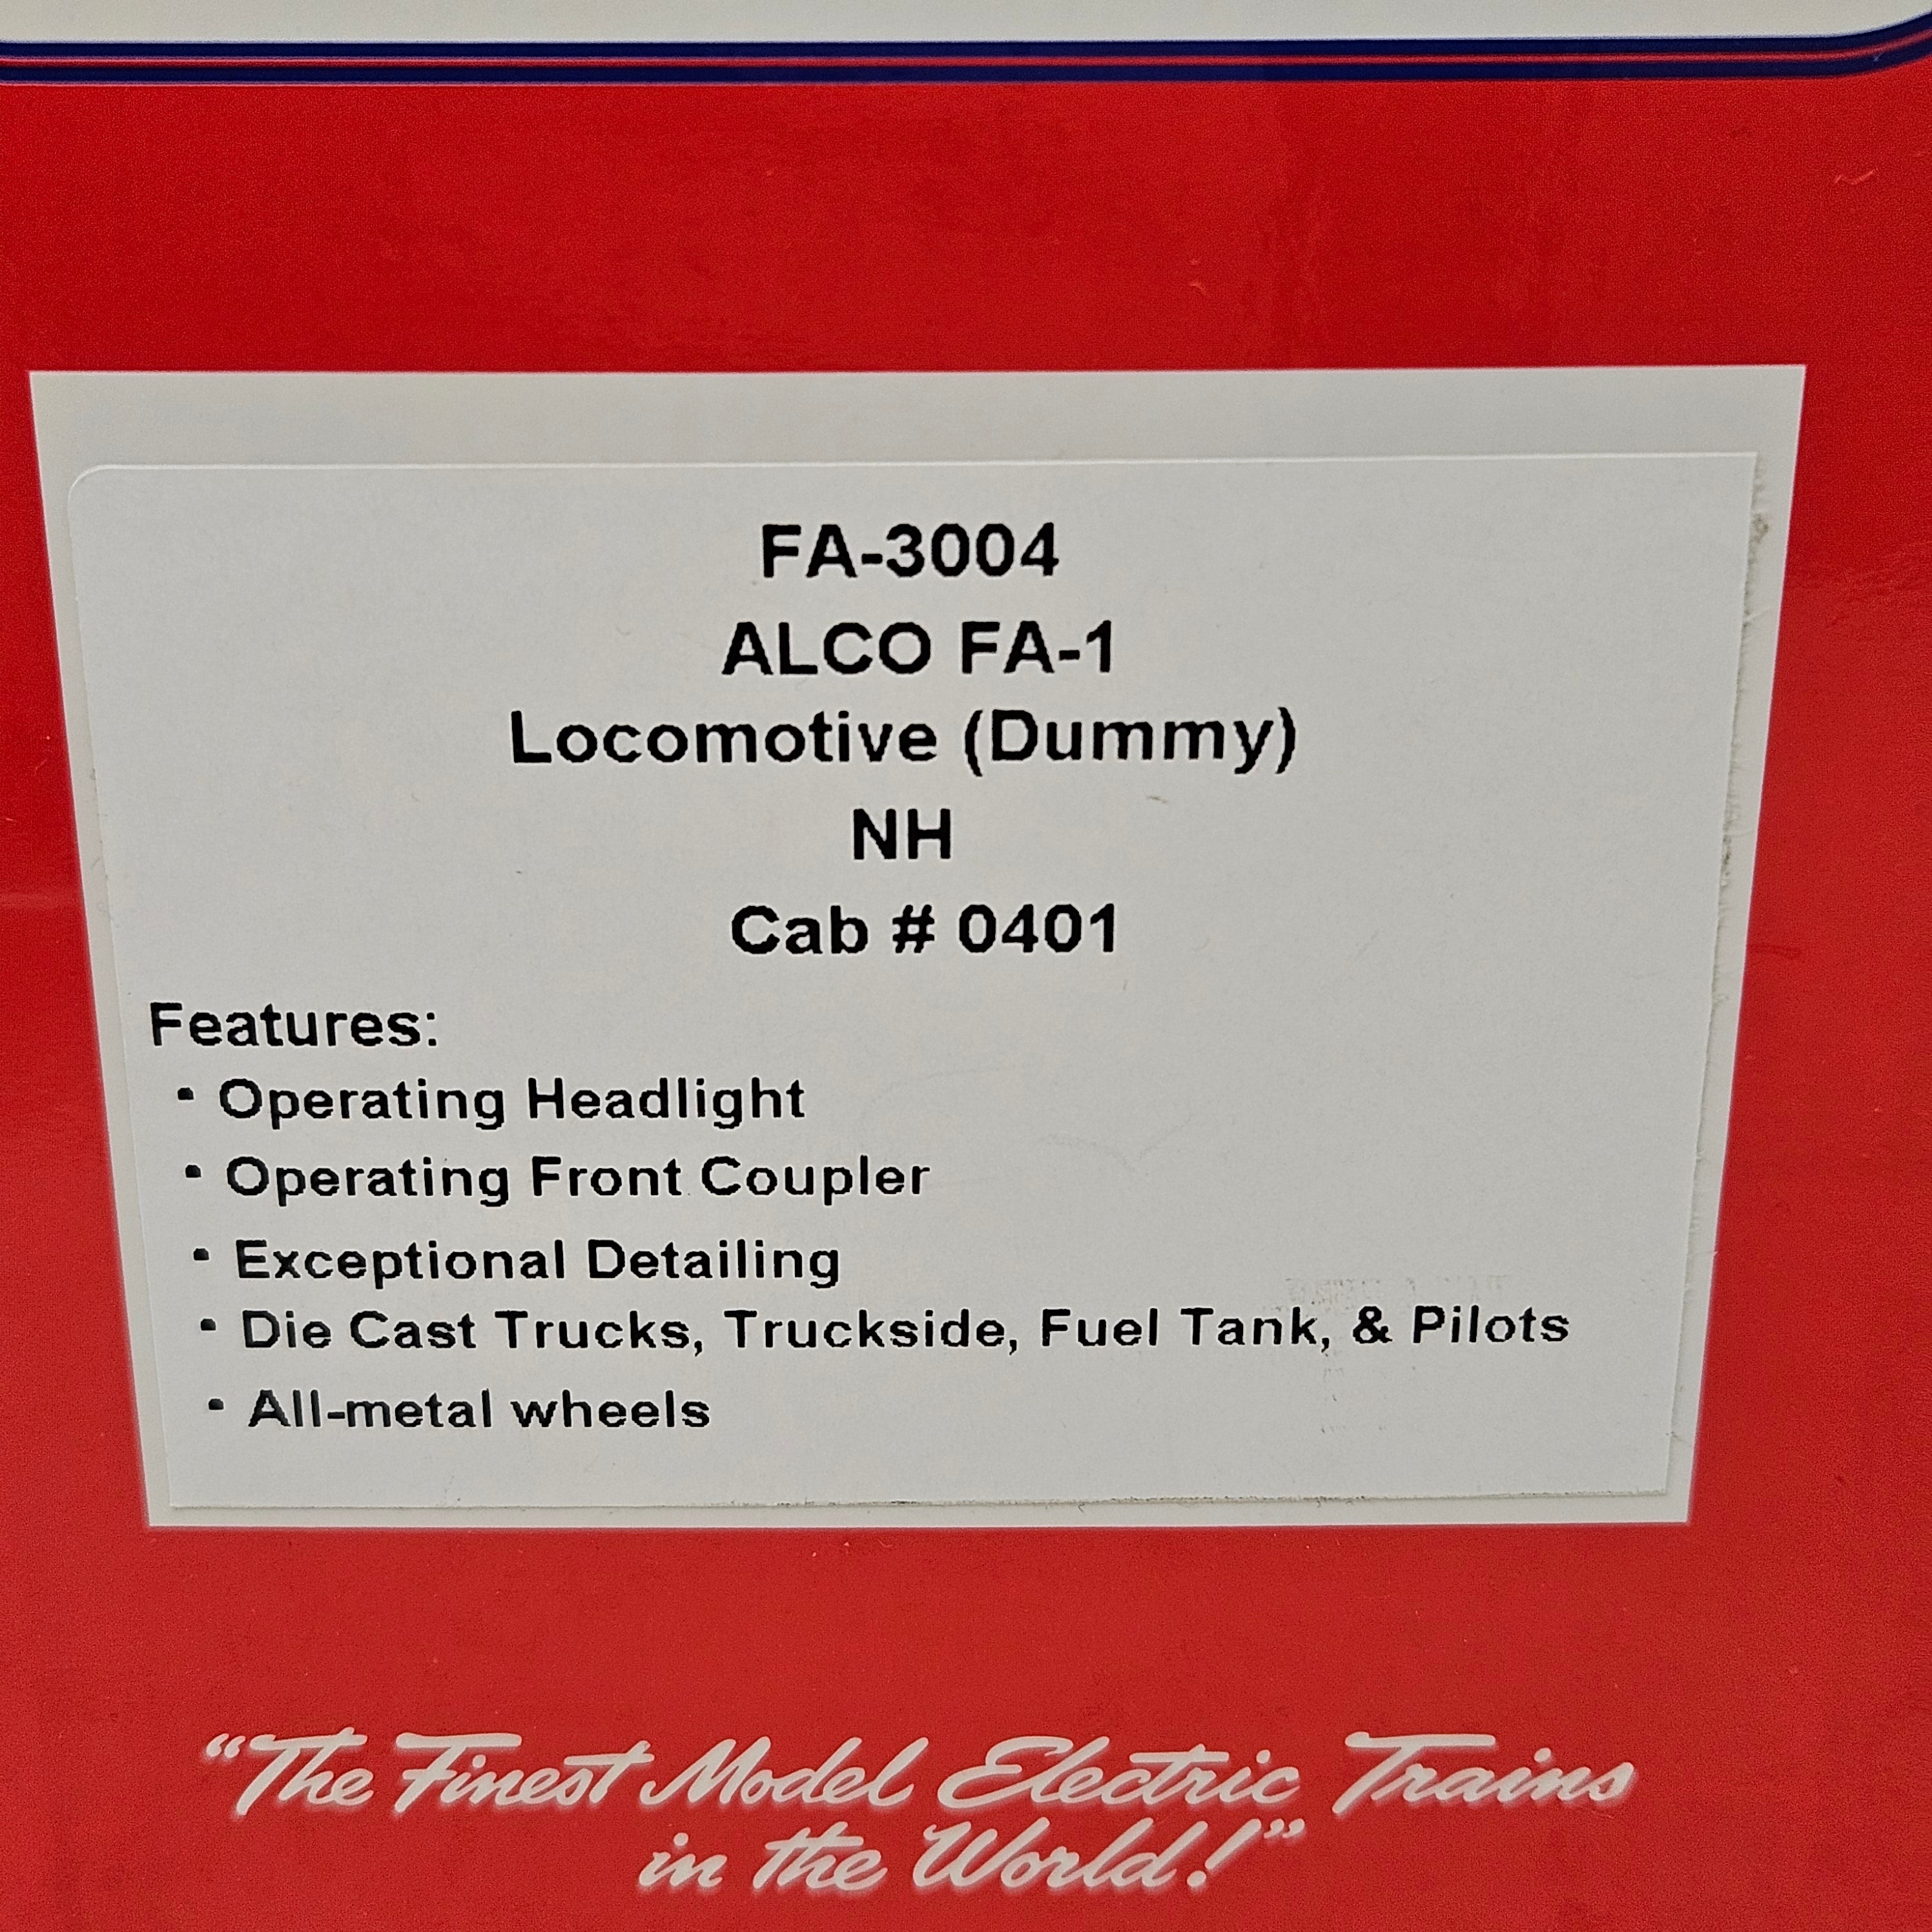 FA-3004
ALCO FA-1
Locomotive (Dummy)
NH
Cab # 0401
Features:
• Operating Headlight
• Operating Front Coupler
• Exceptional Detailing
• Die Cast Trucks, Truckside, Fuel Tank, & Pilots
• All-metal wheels
“The Finest Model Electric Trains
in the World!”